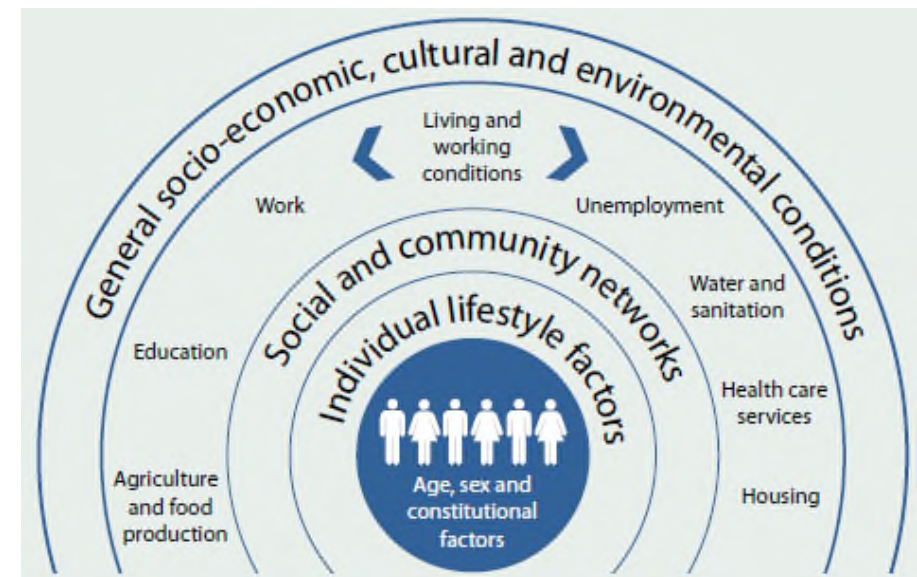 General socio-economic, cultural and environmental conditions
Living and
working
conditions
Work
Unemployment
Social and community networks
Water and
sanitation
Individual lifestyle factors
Education
Health care
services
Agriculture
and food
production
Housing
Age, sex and
constitutional
factors